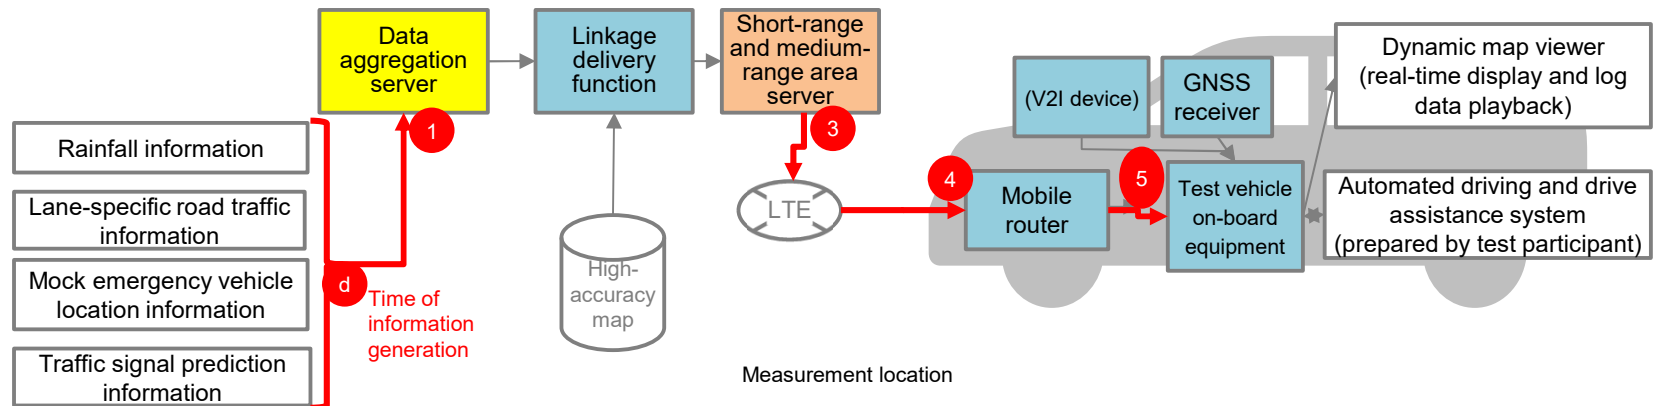 Data
aggregation
server
Linkage
delivery
function
Short-range
and medium-
range area
server
(V2I device)
GNSS
receiver
Dynamic map viewer
(real-time display and log
data playback)
1
3
Rainfall information
Lane-specific road traffic
information
Mock emergency vehicle
location information
Traffic signal prediction
information
d
Time of
information
generation
High-
accuracy
map
LTE
4
Mobile
router
5
Test vehicle
on-board
equipment
Automated driving and drive
assistance system
(prepared by test participant)
Measurement location